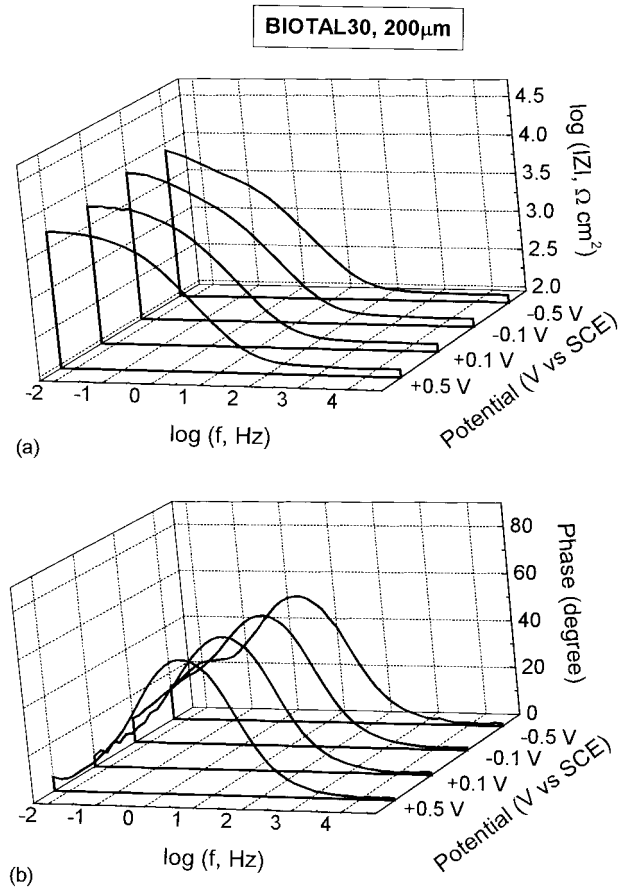 BIOTAL30, 200μm
4.5
4.0
3.5
3.0
2.5
2.0
log (|Z|, Ω cm²)
-0.5 V
-0.1 V
+0.1 V
+0.5 V
Potential (V vs SCE)
-2 -1 0 1 2 3 4
log (f, Hz)
(a)
80
60
40
20
0
Phase (degree)
-0.5 V
-0.1 V
+0.1 V
+0.5 V
Potential (V vs SCE)
-2 -1 0 1 2 3 4
log (f, Hz)
(b)